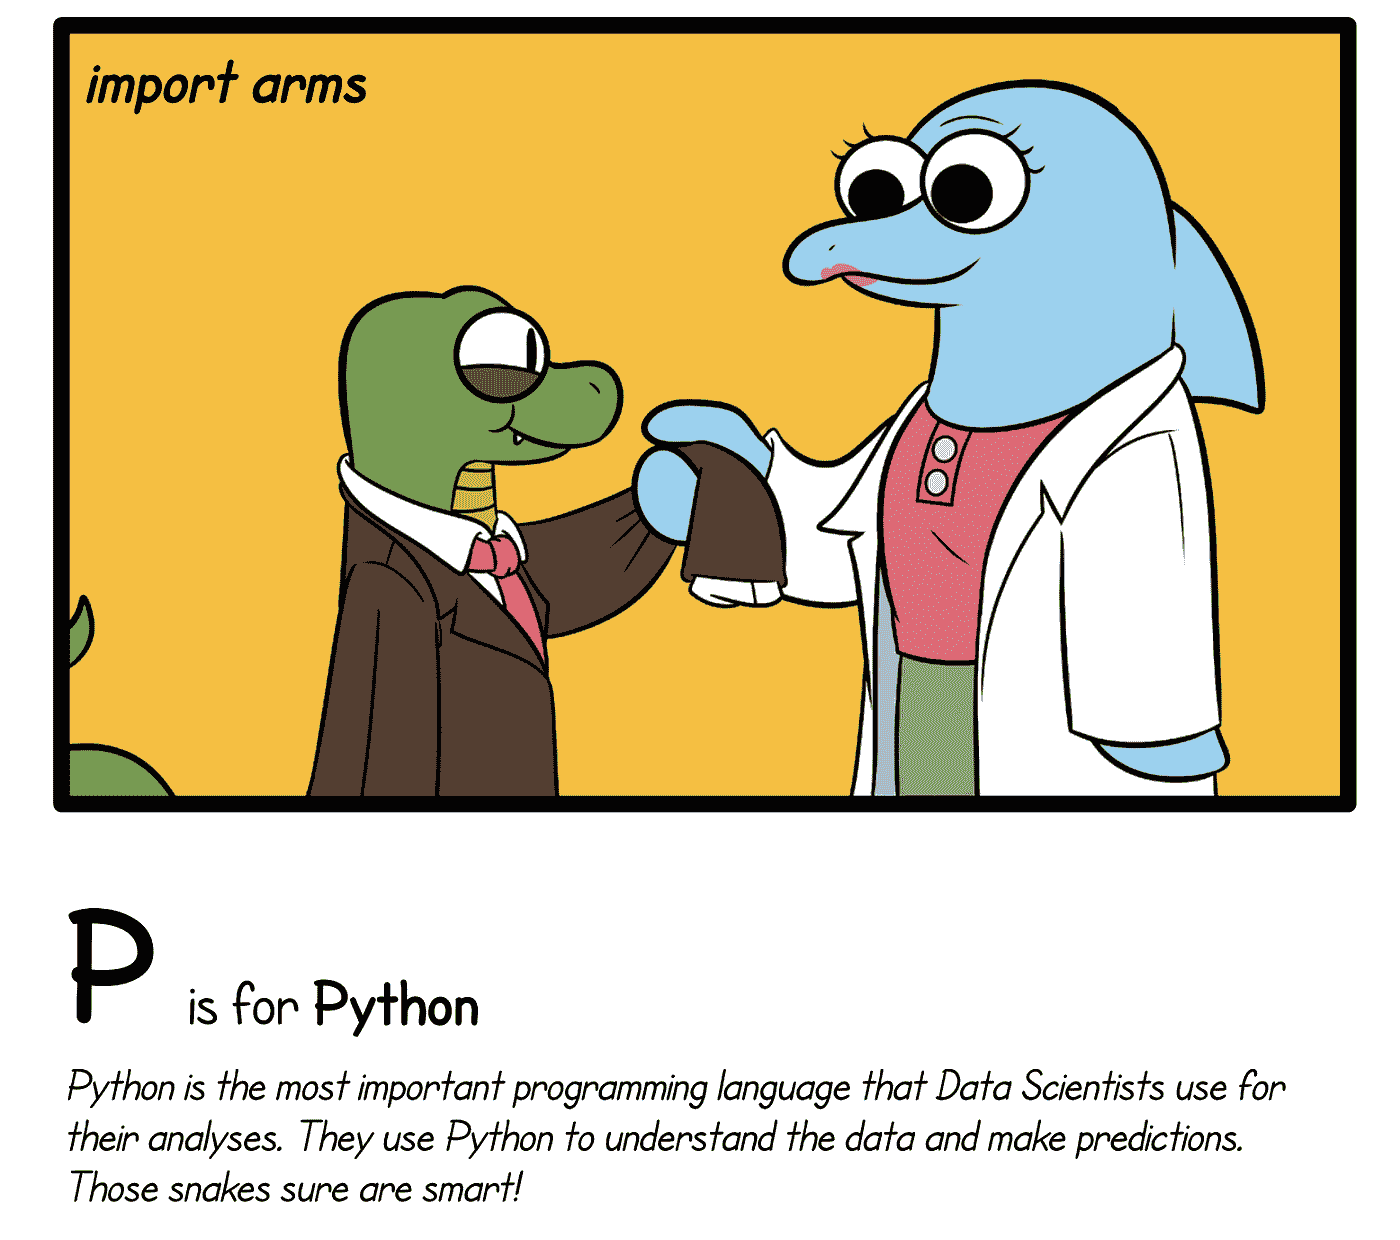 import arms
P is for Python
Python is the most important programming language that Data Scientists use for
their analyses. They use Python to understand the data and make predictions.
Those snakes sure are smart!